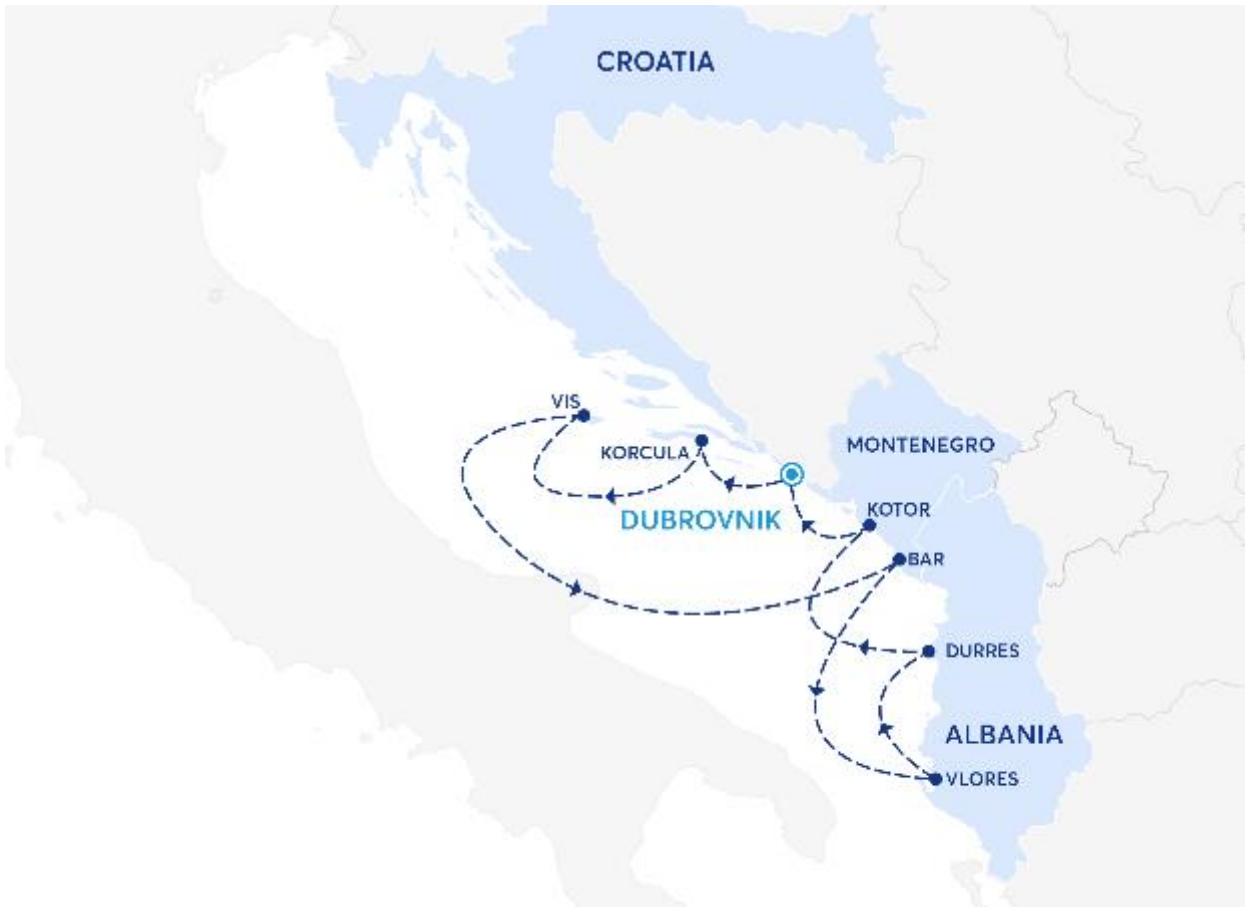 CROATIA
VIS
KORCULA
MONTENEGRO
DUBROVNIK
KOTOR
BAR
DURRES
ALBANIA
VLORES